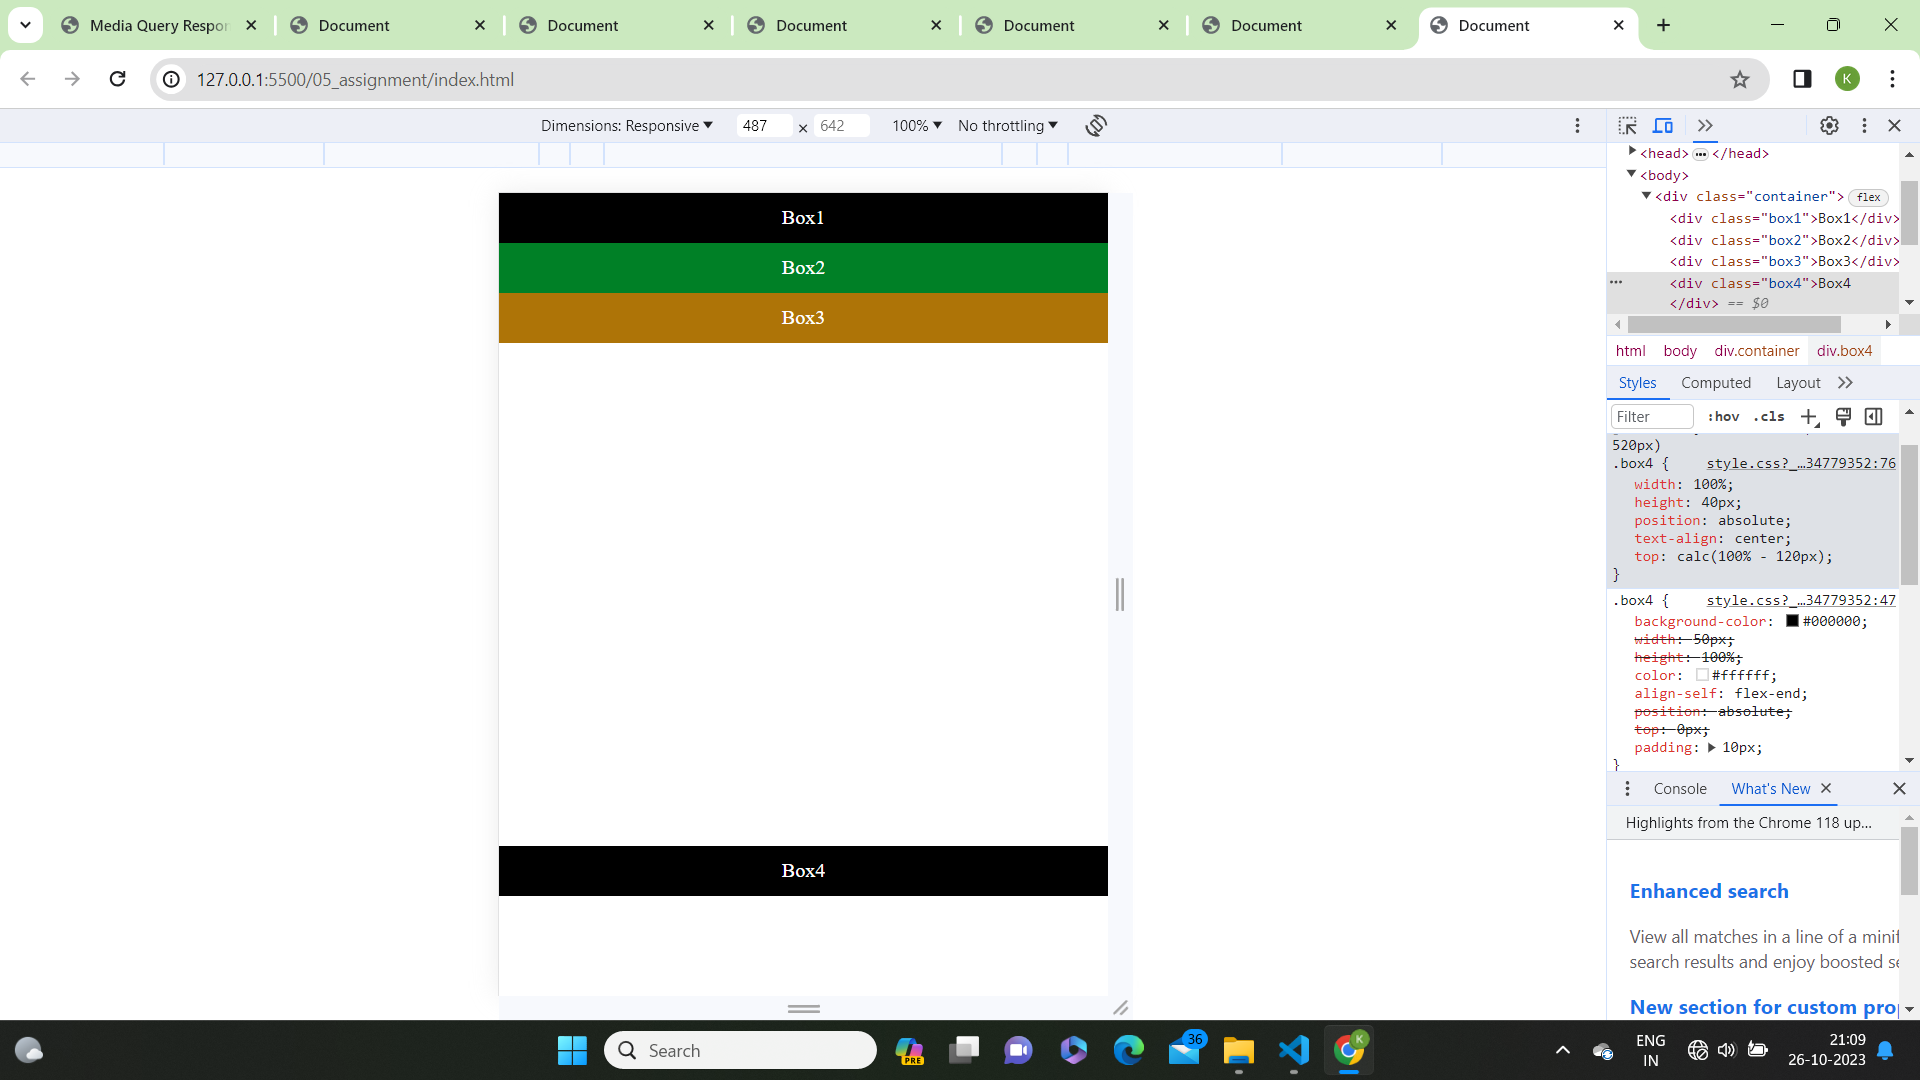 Media Query Respon
Document
Document
Document
Document
Document
Document
127.0.0.1:5500/05_assignment/index.html
K
Dimensions: Responsive
487 × 642
100%
No throttling
<head> ••• </head>
<body>
<div class="container"> flex
<div class="box1">Box1</div>
<div class="box2">Box2</div>
<div class="box3">Box3</div>
••• <div class="box4">Box4
</div> == $0
html body div.container div.box4
Styles Computed Layout
Filter :hov .cls
520px)
.box4 { style.css?_…34779352:76
width: 100%;
height: 40px;
position: absolute;
text-align: center;
top: calc(100% - 120px);
}
.box4 { style.css?_…34779352:47
background-color: #000000;
width: 50px;
height: 100%;
color: #ffffff;
align-self: flex-end;
position: absolute;
top: 0px;
padding: 10px;
}
Console What's New
Highlights from the Chrome 118 up...
Enhanced search
View all matches in a line of a minif
search results and enjoy boosted se
New section for custom prop
Box1
Box2
Box3
Box4
Search
PRE
36
K
ENG
IN
21:09
26-10-2023